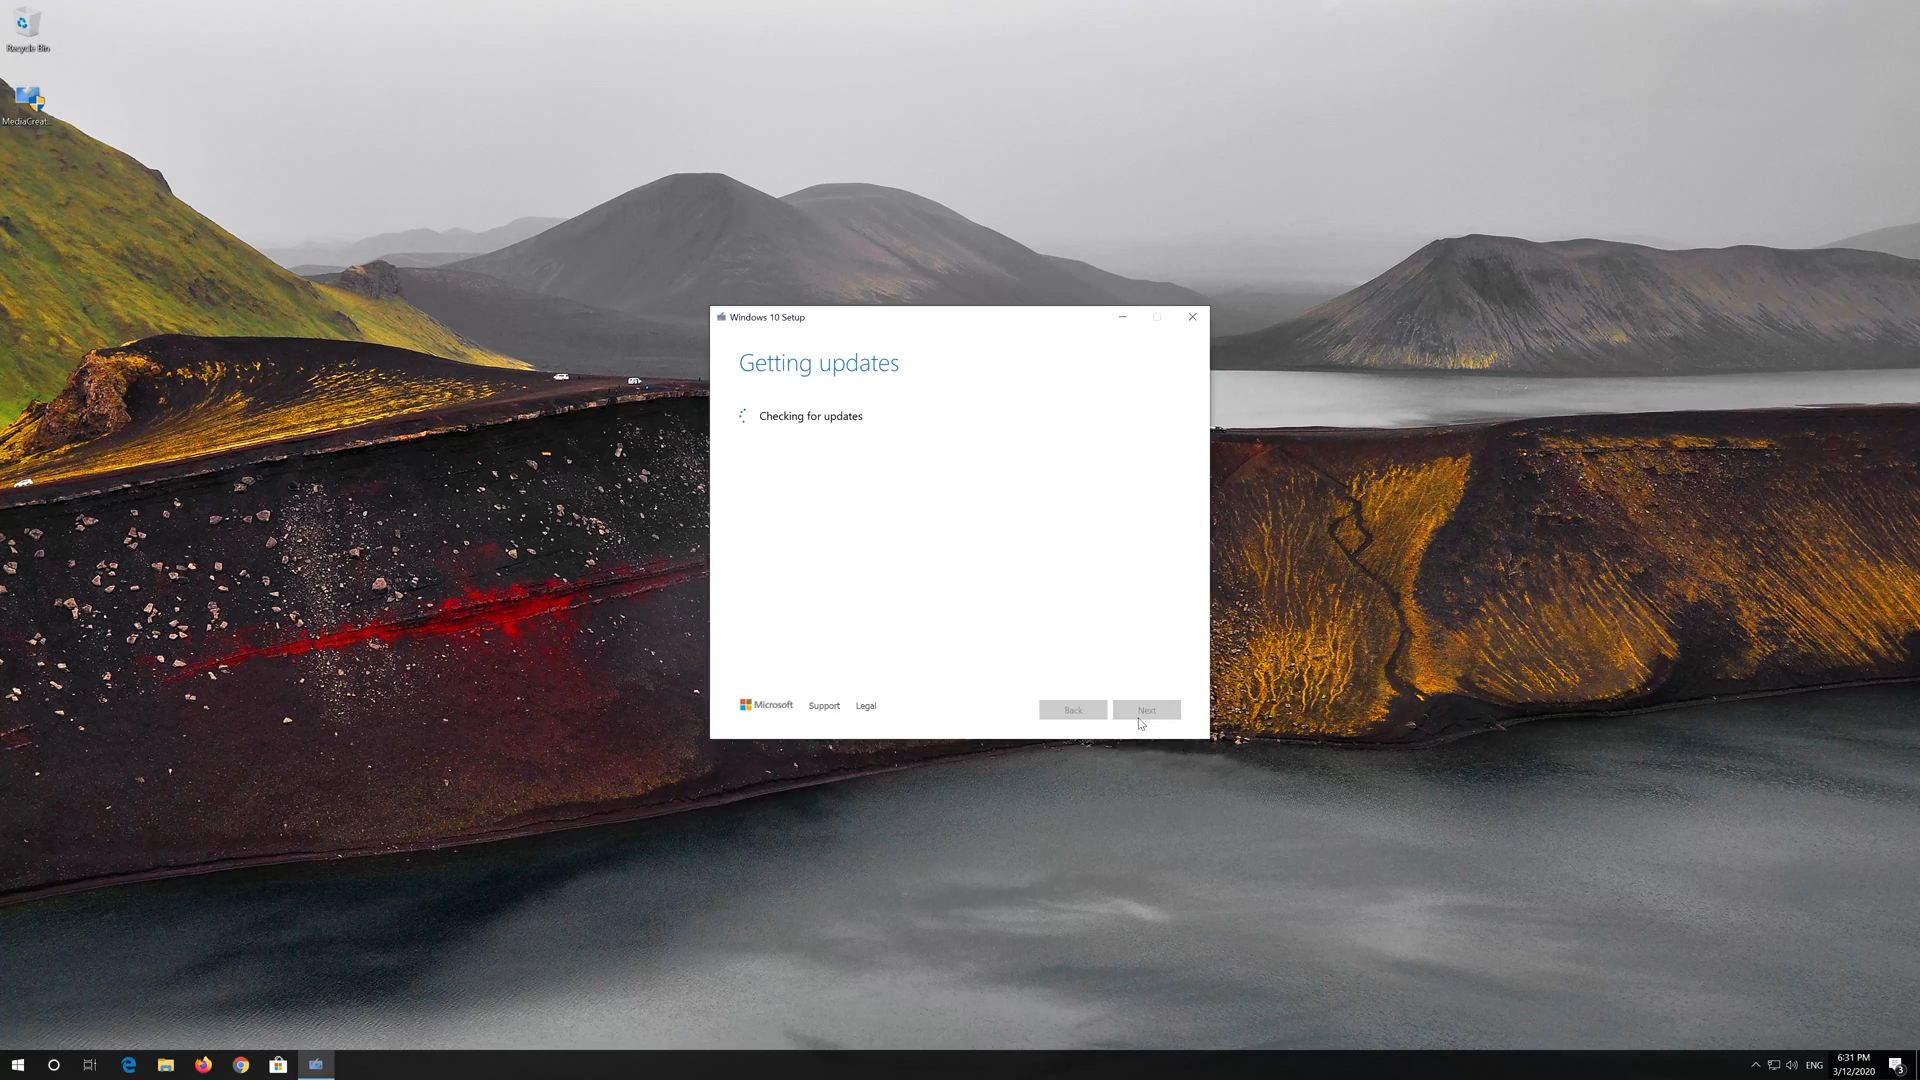 Recycle Bin
MediaCreat...
Windows 10 Setup
Getting updates
Checking for updates
Microsoft Support Legal
Back Next
ENG
6:31 PM
3/12/2020
3